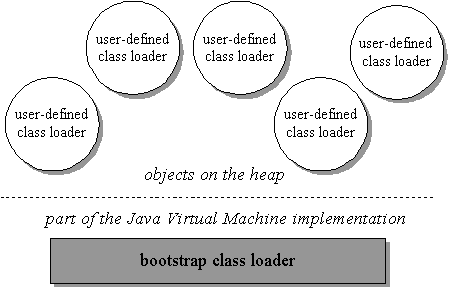 user-defined
class loader
user-defined
class loader
user-defined
class loader
user-defined
class loader
user-defined
class loader
objects on the heap
part of the Java Virtual Machine implementation
bootstrap class loader